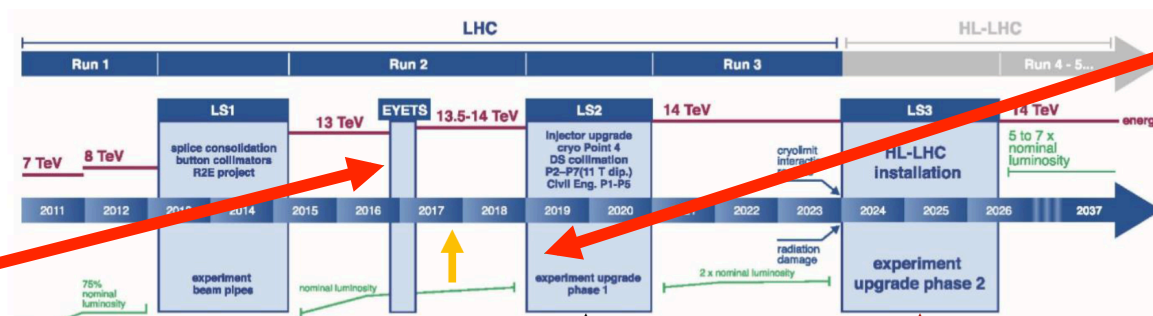 LHC
HL-LHC
Run 1
Run 2
Run 3
Run 4 - 5...
LS1
EYETS
13.5-14 TeV
LS2
14 TeV
LS3
14 TeV
13 TeV
energy
7 TeV
8 TeV
splice consolidation
button collimators
R2E project
Injector upgrade
cryo Point 4
DS collimation
P2-P7(11 T dip.)
Civil Eng. P1-P5
cryolimit
HL-LHC
installation
5 to 7 x
nominal
luminosity
2011
2012
2014
2015
2016
2017
2018
2019
2020
2022
2023
2024
2025
2026
2037
75%
nominal
luminosity
experiment
beam pipes
nominal luminosity
experiment upgrade
phase 1
2 x nominal luminosity
radiation
damage
experiment
upgrade phase 2